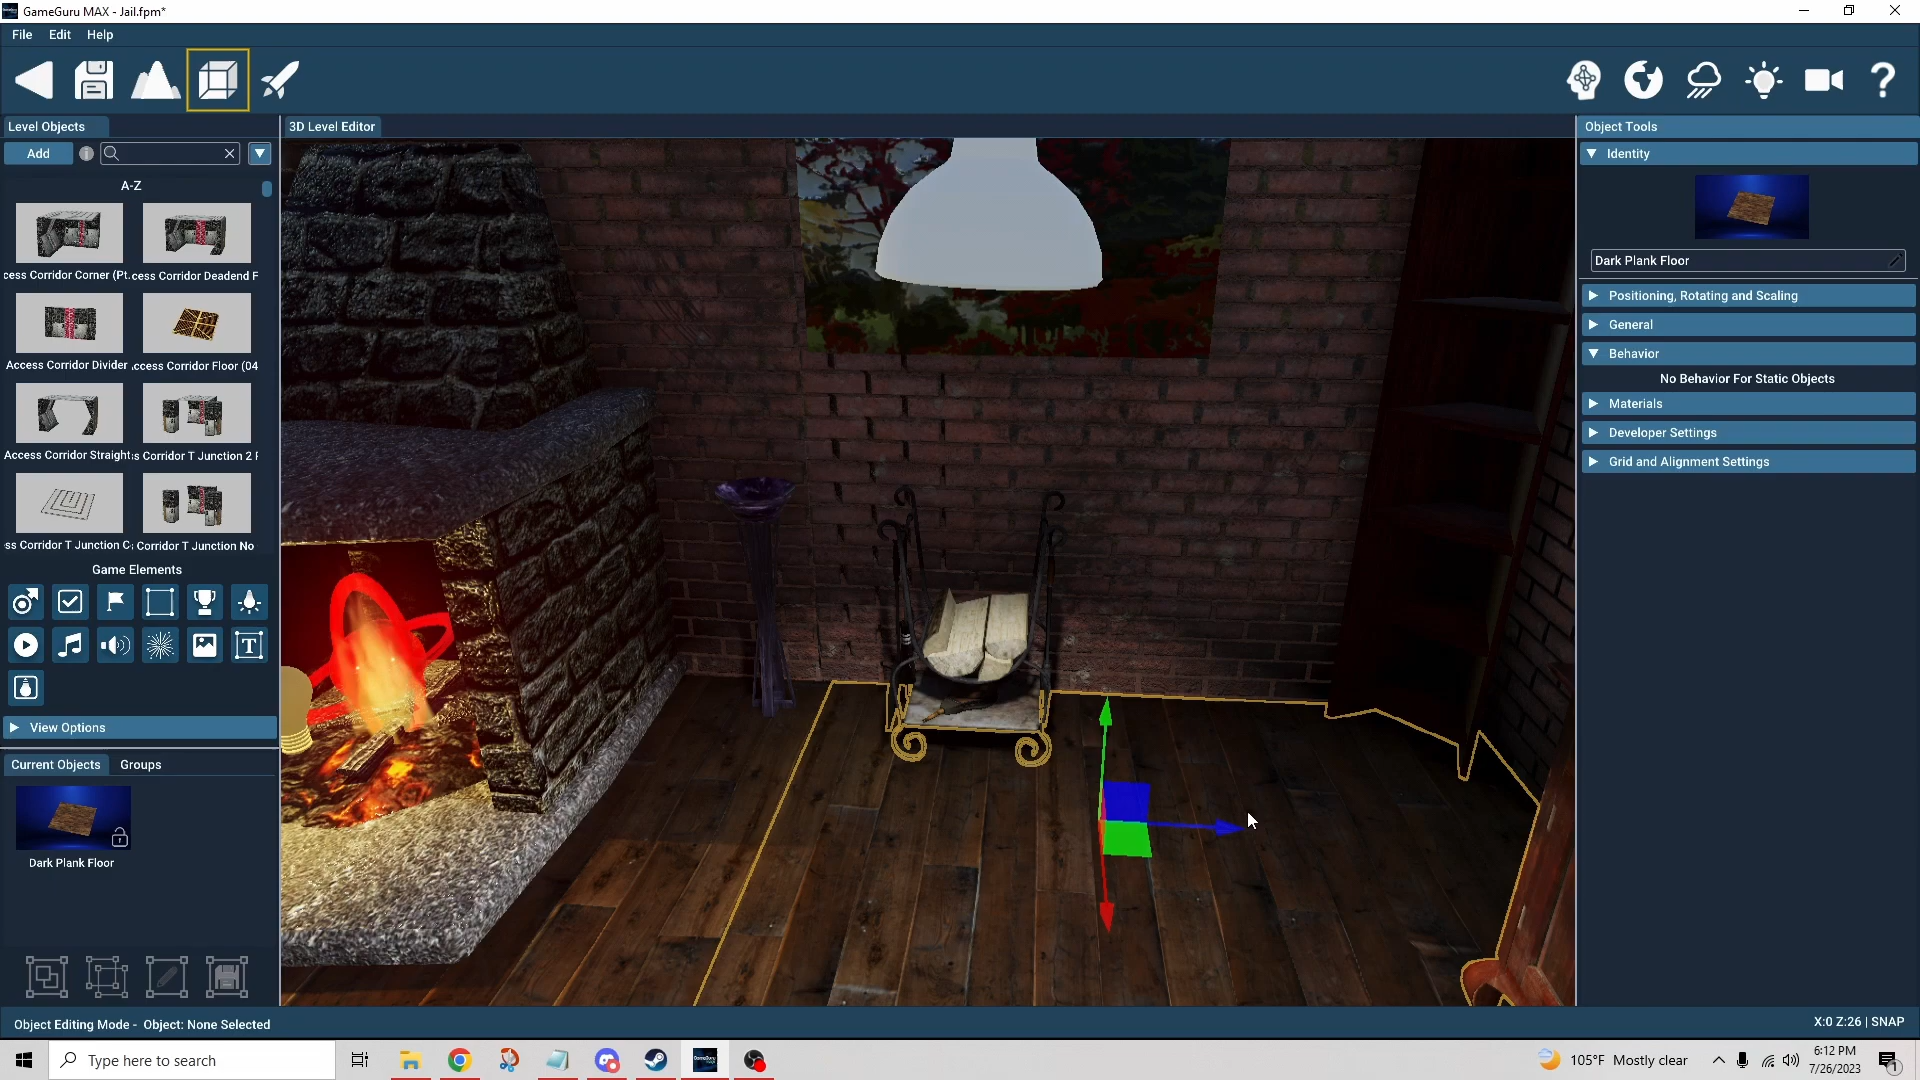 GameGuru MAX - Jail.fpm*
File Edit Help
Level Objects
3D Level Editor
Object Tools
Add
Identity
A-Z
cess Corridor Corner (Pt. cess Corridor Deadend F
Dark Plank Floor
Positioning, Rotating and Scaling
General
Access Corridor Divider .ccess Corridor Floor (04
Behavior
No Behavior For Static Objects
Materials
Access Corridor Straight s Corridor T Junction 2 F
Developer Settings
Grid and Alignment Settings
ss Corridor T Junction C Corridor T Junction No
Game Elements
T
View Options
Current Objects Groups
Dark Plank Floor
Object Editing Mode - Object: None Selected
X:0 Z:26 | SNAP
Type here to search
105°F Mostly clear
6:12 PM
7/26/2023
1